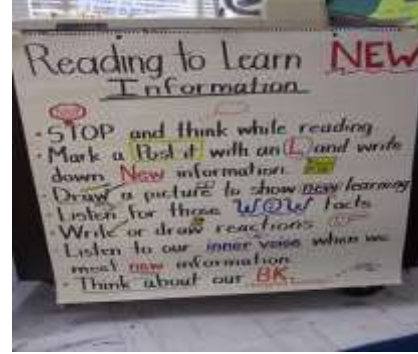 Reading to Learn NEW
Information
• STOP and think while reading
• Mark a Post it with an L and write
down New information.
• Draw a picture to show new learning
• Listen for those WOW facts
• Write or draw reactions
• Listen to our inner voice when we
meet new information
• Think about our BK.